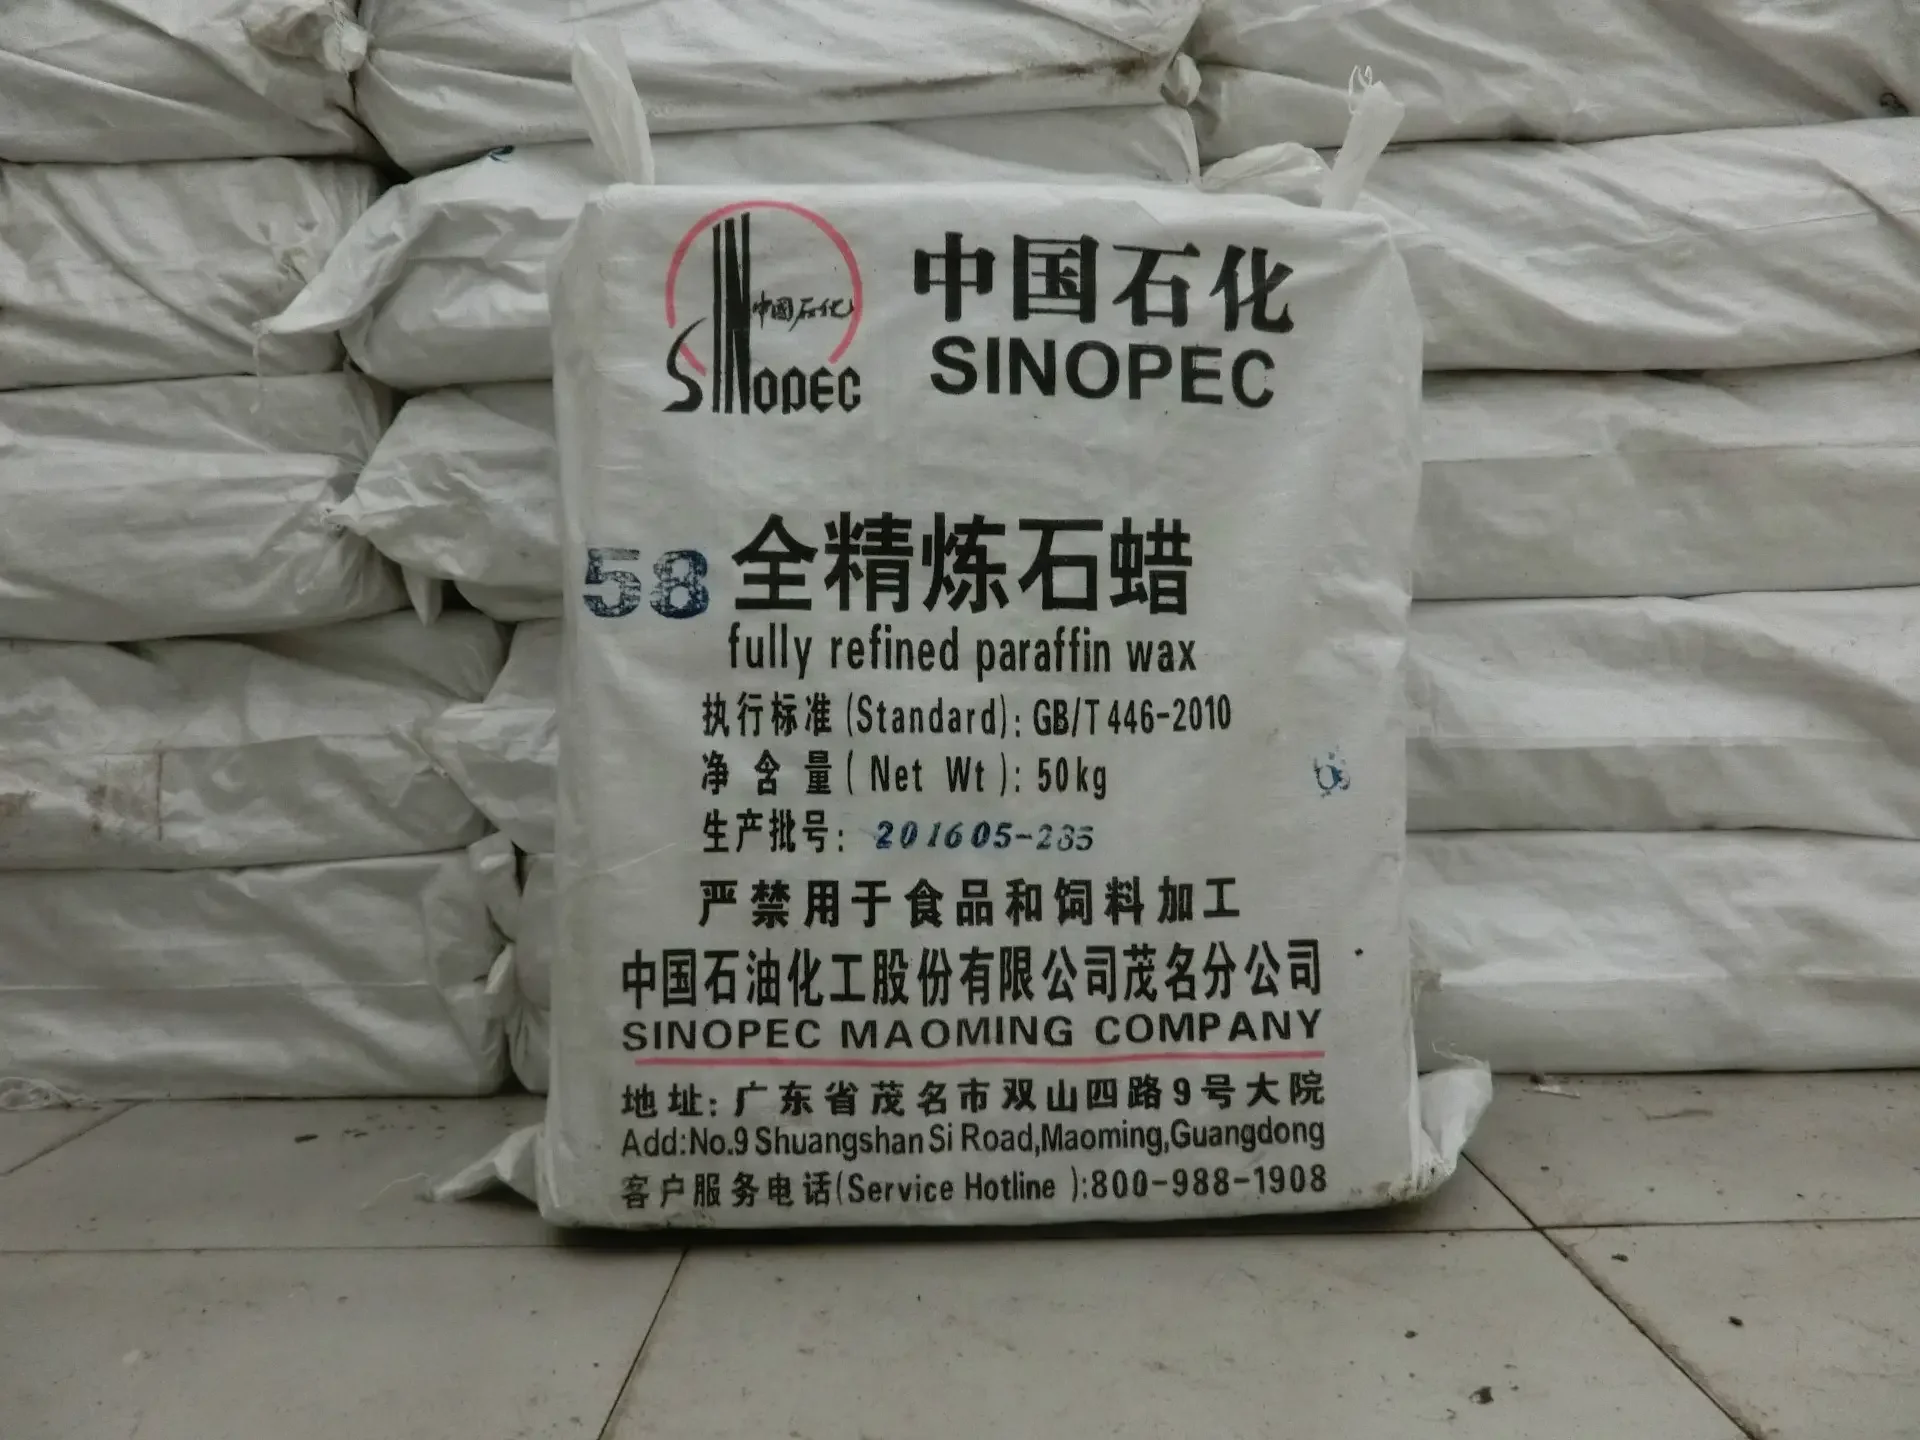 中国石化
SINOPEC
中国石化
SINOPEC
58 全精炼石蜡
fully refined paraffin wax
执行标准(Standard):GB/T446-2010
净含量(Net Wt):50kg
生产批号:201605-235
严禁用于食品和饲料加工
中国石油化工股份有限公司茂名分公司
SINOPEC MAOMING COMPANY
地址:广东省茂名市双山四路9号大院
Add:No.9 Shuangshan Si Road,Maoming,Guangdong
客户服务电话(Service Hotline ):800-988-1908